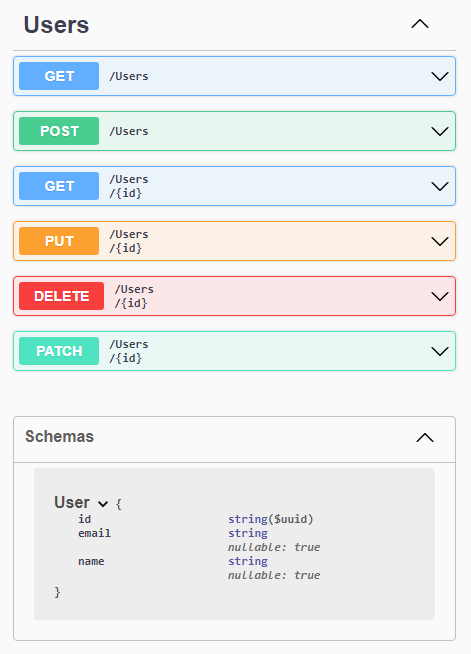 Users
GET /Users
POST /Users
GET /Users
/{id}
PUT /Users
/{id}
DELETE /Users
/{id}
PATCH /Users
/{id}
Schemas
User {
id string($uuid)
email string
nullable: true
name string
nullable: true
}